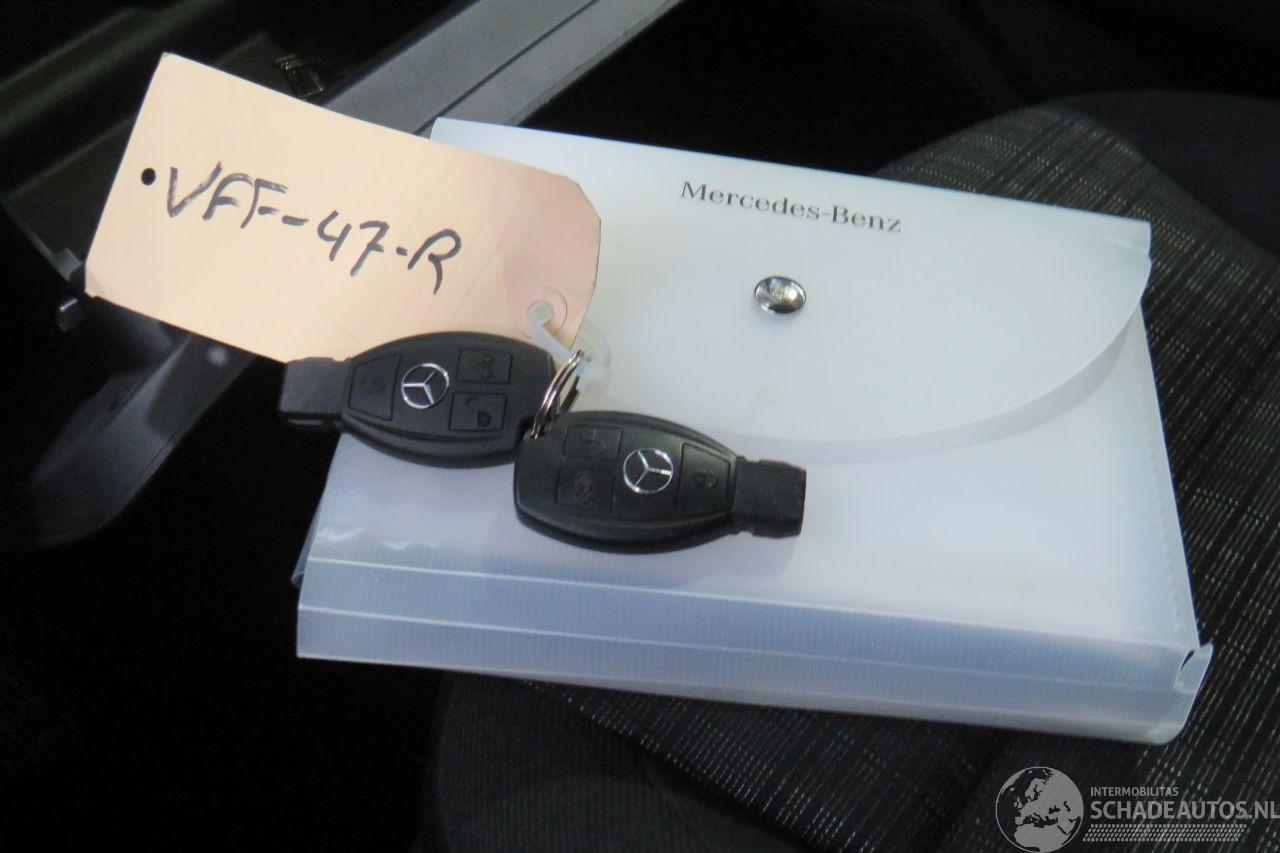 VFF-47-R
Mercedes-Benz
INTERMOBILITAS
SCHADEAUTOS.NL